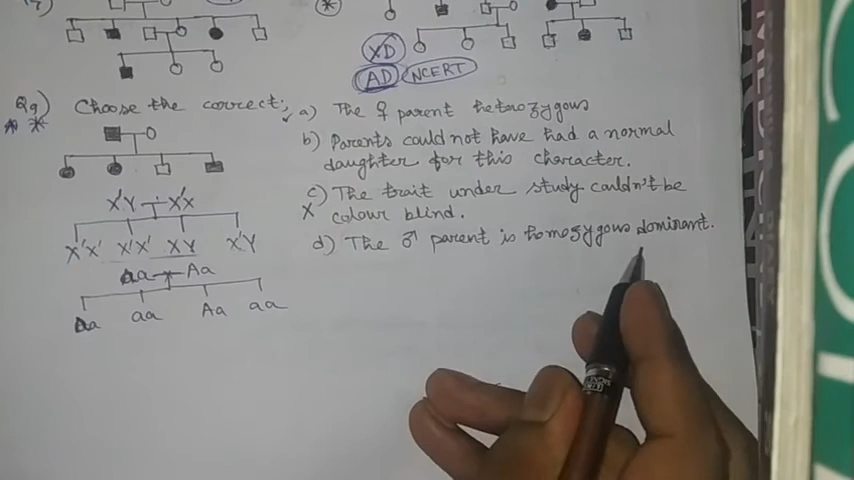 XD
AD NCERT
Q9) Choose the correct:
a) The ♀ parent hetrozygous
b) Parents could not have had a normal
daughter for this character.
c) The trait under study couldn't be
colour blind.
d) The ♂ parent is homozygous dominant.
X'Y X'X
X'X' X'X' XY X'Y
aa Aa
aa aa Aa aa